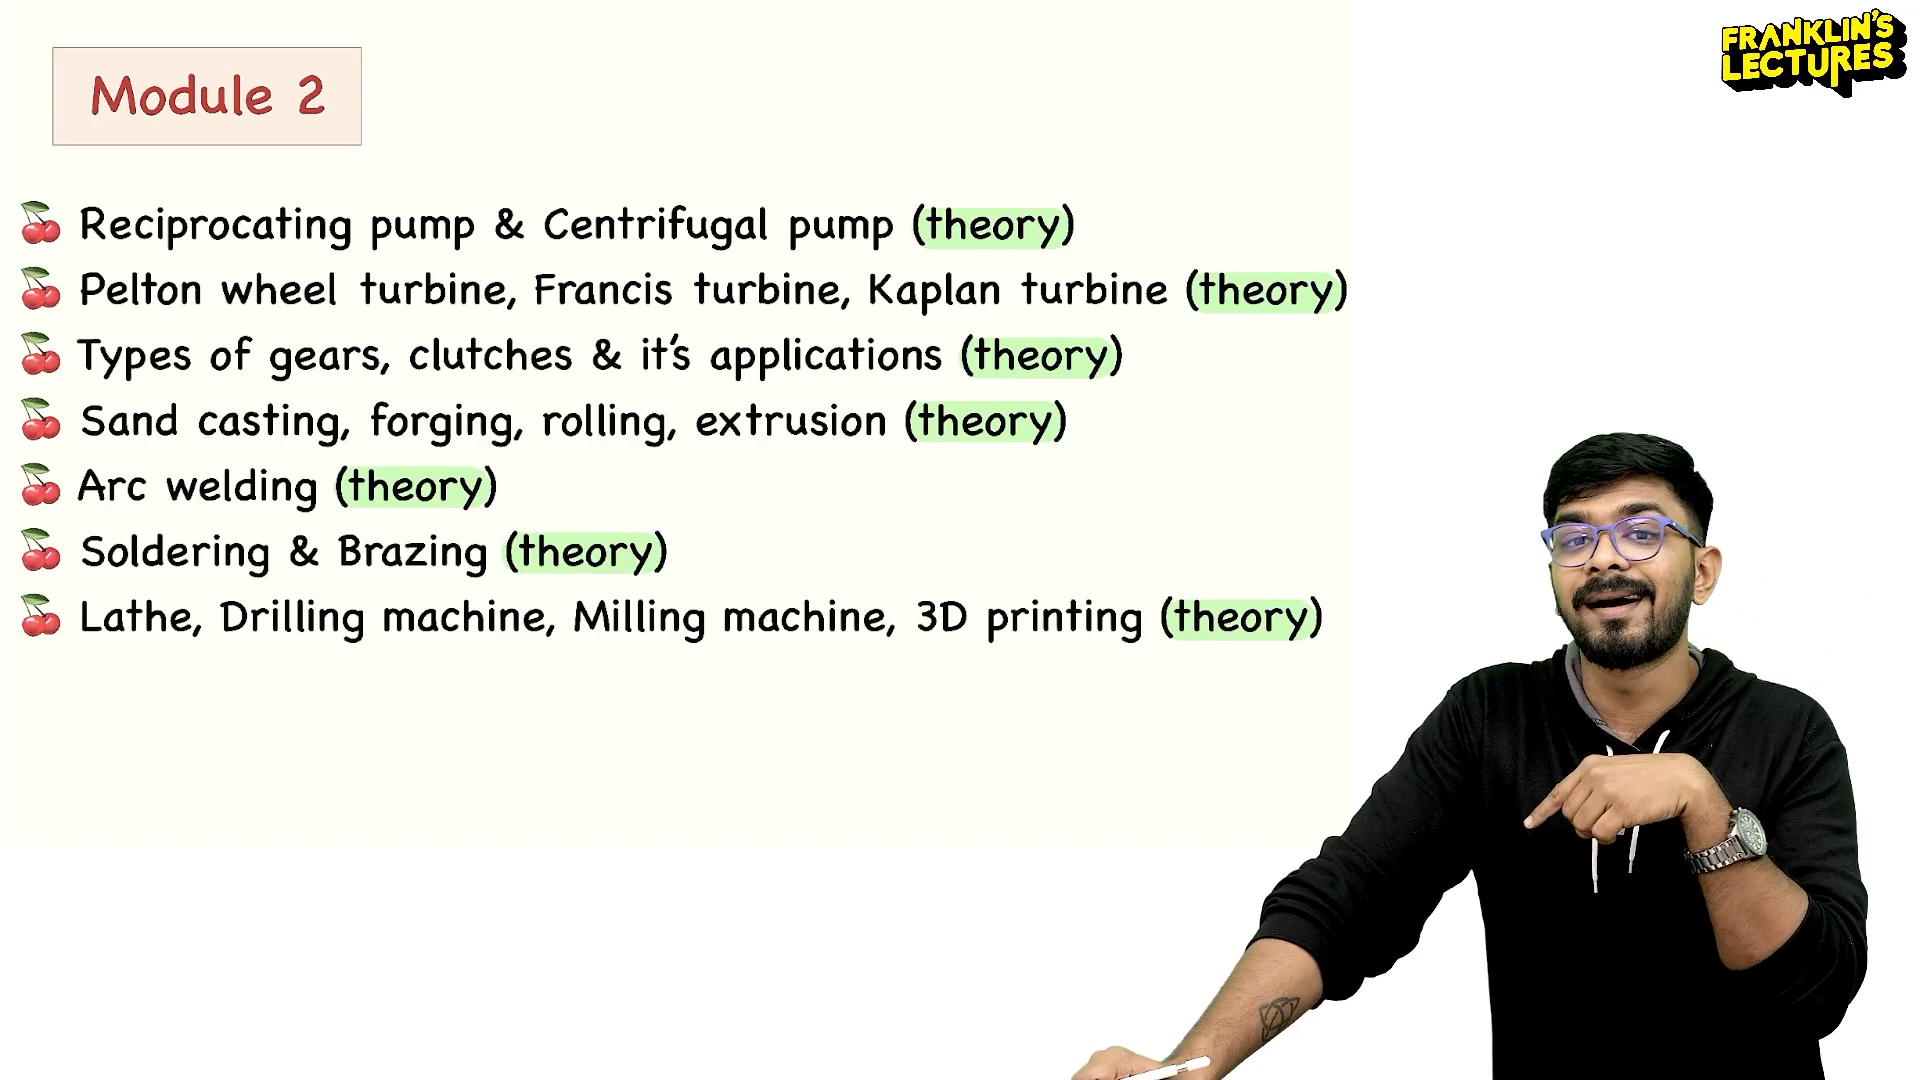 FRANKLIN'S
LECTURES
Module 2
Reciprocating pump & Centrifugal pump (theory)
Pelton wheel turbine, Francis turbine, Kaplan turbine (theory)
Types of gears, clutches & it's applications (theory)
Sand casting, forging, rolling, extrusion (theory)
Arc welding (theory)
Soldering & Brazing (theory)
Lathe, Drilling machine, Milling machine, 3D printing (theory)